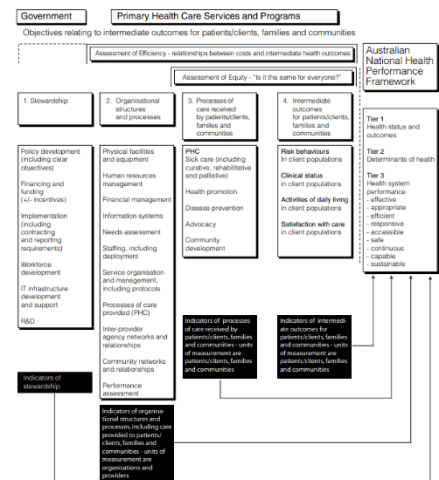 Government
Primary Health Care Services and Programs
Objectives relating to intermediate outcomes for patients/clients, families and communities
Assessment of Efficiency - relationships between costs and intermediate health outcomes
Assessment of Equity - "Is it the same for everyone?"
Australian
National Health
Performance
Framework
1. Stewardship
2. Organisational
structures
and processes
3. Processes of
care received
by patients/clients,
families and
communities
4. Intermediate
outcomes
for patients/clients,
families and
communities
Policy development
(including clear
objectives)
Financing and
funding
(+/- incentives)
Implementation
(including
contracting
and reporting
requirements)
Workforce
development
IT infrastructure
development
and support
R&D
Physical facilities
and equipment
Human resources
management
Financial management
Information systems
Needs assessment
Staffing, including
deployment
Service organisation
and management,
including protocols
Processes of care
provided (PHC)
Inter-provider
agency networks and
relationships
Community networks
and relationships
Performance
assessment
PHC
Sick care (including
curative, rehabilitative
and palliative)
Health promotion
Disease prevention
Advocacy
Community
development
Risk behaviours
in client populations
Clinical status
in client populations
Activities of daily living
in client populations
Satisfaction with care
in client populations
Tier 1
Health status and
outcomes
Tier 2
Determinants of health
Tier 3
Health system
performance
- effective
- appropriate
- efficient
- responsive
- accessible
- safe
- continuous
- capable
- sustainable
Indicators of
stewardship
Indicators of organisa-
tional structures and
processes, including care
provided to patients/
clients, families and
communities - units of
measurement are
organisations and
providers
Indicators of processes
of care received by
patients/clients, families
and communities - units
of measurement are
patients/clients, families
and communities
Indicators of intermedi-
ate outcomes for
patients/clients, families
and communities - units
of measurement are
patients/clients, families
and communities